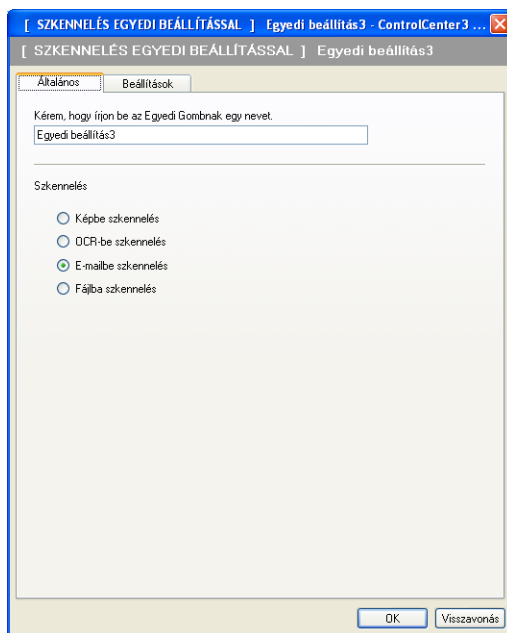 [ SZKENNELÉS EGYEDI BEÁLLÍTÁSSAL ] Egyedi beállítás3 - ControlCenter3 ...
[ SZKENNELÉS EGYEDI BEÁLLÍTÁSSAL ] Egyedi beállítás3
Általános Beállítások
Kérem, hogy írjon be az Egyedi Gombnak egy nevet.
Egyedi beállítás3
Szkennelés
Képbe szkennelés
OCR-be szkennelés
E-mailbe szkennelés
Fájlba szkennelés
OK Visszavonás